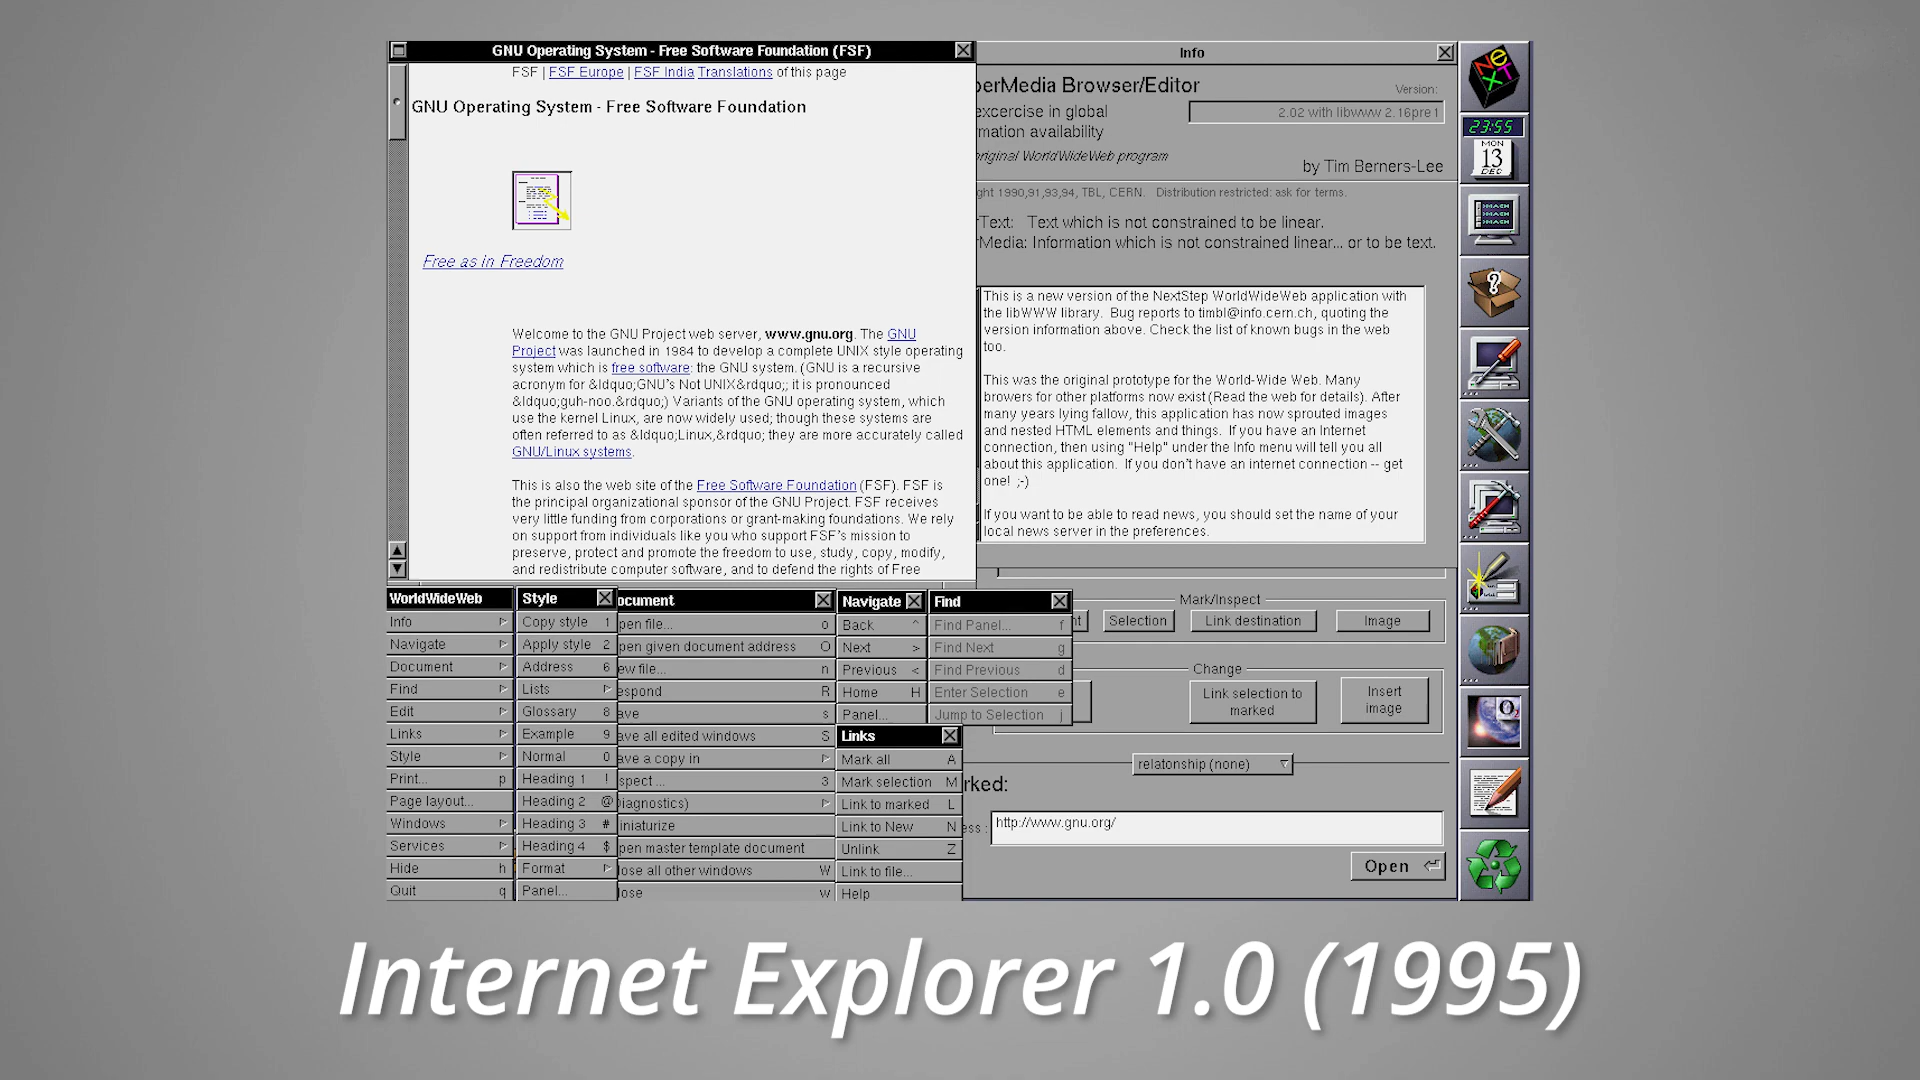 GNU Operating System - Free Software Foundation (FSF)
FSF | FSF Europe | FSF India Translations of this page
GNU Operating System - Free Software Foundation
Free as in Freedom
Welcome to the GNU Project web server, www.gnu.org. The GNU
Project was launched in 1984 to develop a complete UNIX style operating
system which is free software: the GNU system. (GNU is a recursive
acronym for &ldquo;GNU's Not UNIX&rdquo;; it is pronounced
&ldquo;guh-noo.&rdquo;) Variants of the GNU operating system, which
use the kernel Linux, are now widely used; though these systems are
often referred to as &ldquo;Linux,&rdquo; they are more accurately called
GNU/Linux systems.
This is also the web site of the Free Software Foundation (FSF). FSF is
the principal organizational sponsor of the GNU Project. FSF receives
very little funding from corporations or grant-making foundations. We rely
on support from individuals like you who support FSF's mission to
preserve, protect and promote the freedom to use, study, copy, modify,
and redistribute computer software, and to defend the rights of Free
Info
perMedia Browser/Editor
Version:
excercise in global
2.02 with libwww 2.16pre1
mation availability
original WorldWideWeb program
by Tim Berners-Lee
ght 1990,91,93,94, TBL, CERN. Distribution restricted: ask for terms.
rText: Text which is not constrained to be linear.
rMedia: Information which is not constrained linear... or to be text.
This is a new version of the NextStep WorldWideWeb application with
the libWWW library. Bug reports to timbl@info.cern.ch, quoting the
version information above. Check the list of known bugs in the web
too.
This was the original prototype for the World-Wide Web. Many
browers for other platforms now exist (Read the web for details). After
many years lying fallow, this application has now sprouted images
and nested HTML elements and things. If you have an Internet
connection, then using "Help" under the Info menu will tell you all
about this application. If you don't have an internet connection -- get
one! ;-)
If you want to be able to read news, you should set the name of your
local news server in the preferences.
NeXT
23:55
MON
13
DEC
O2
WorldWideWeb
Info
Navigate
Document
Find
Edit
Links
Style
Print... p
Page layout...
Windows
Services
Hide h
Quit q
Style
Copy style 1
Apply style 2
Address 6
Lists
Glossary 8
Example 9
Normal 0
Heading 1 !
Heading 2 @
Heading 3 #
Heading 4 $
Format
Panel...
ocument
pen file... o
pen given document address O
ew file... n
espond R
ave s
ave all edited windows S
ave a copy in
spect ... 3
iagnostics)
iniaturize
pen master template document
lose all other windows W
lose w
Navigate
Back ^
Next >
Previous <
Home H
Panel...
Find
Find Panel... f
Find Next g
Find Previous d
Enter Selection e
Jump to Selection j
Links
Mark all A
Mark selection M
Link to marked L
Link to New N
Unlink Z
Link to file...
Help
Mark/Inspect
Selection
Link destination
Image
Change
Link selection to
marked
Insert
image
relatonship (none)
rked:
ess : http://www.gnu.org/
Open
Internet Explorer 1.0 (1995)